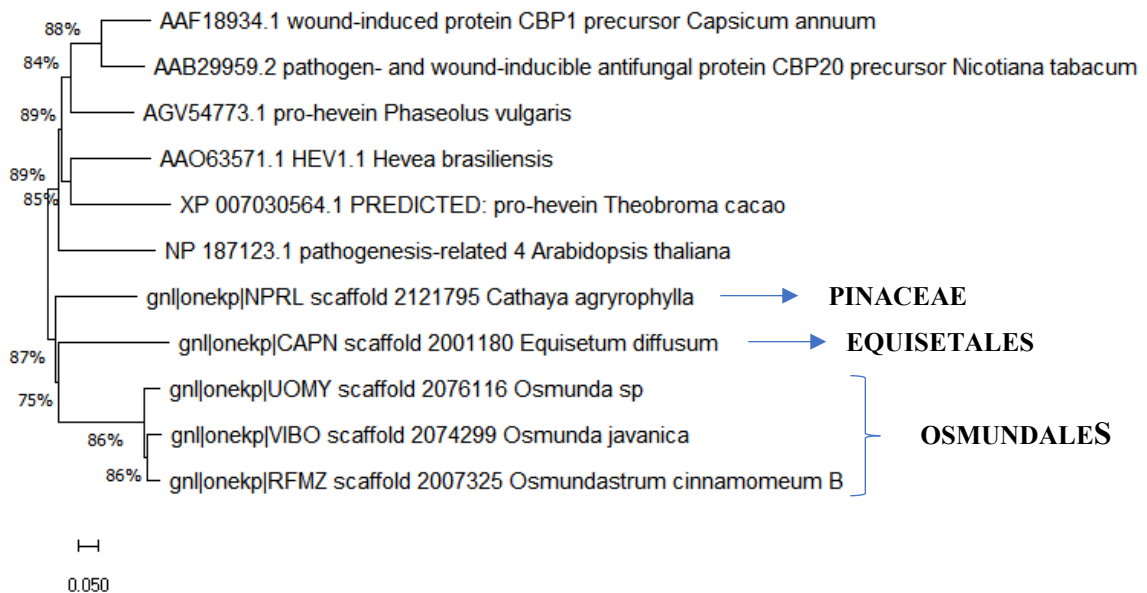 88%
AAF18934.1 wound-induced protein CBP1 precursor Capsicum annuum
84%
AAB29959.2 pathogen- and wound-inducible antifungal protein CBP20 precursor Nicotiana tabacum
89%
AGV54773.1 pro-hevein Phaseolus vulgaris
AAO63571.1 HEV1.1 Hevea brasiliensis
89%
85%
XP 007030564.1 PREDICTED: pro-hevein Theobroma cacao
NP 187123.1 pathogenesis-related 4 Arabidopsis thaliana
gnl|onekp|NPRL scaffold 2121795 Cathaya agryrophylla PINACEAE
gnl|onekp|CAPN scaffold 2001180 Equisetum diffusum EQUISETALES
87%
75%
gnl|onekp|UOMY scaffold 2076116 Osmunda sp
86%
gnl|onekp|VIBO scaffold 2074299 Osmunda javanica OSMUNDALES
86%
gnl|onekp|RFMZ scaffold 2007325 Osmundastrum cinnamomeum B
0.050